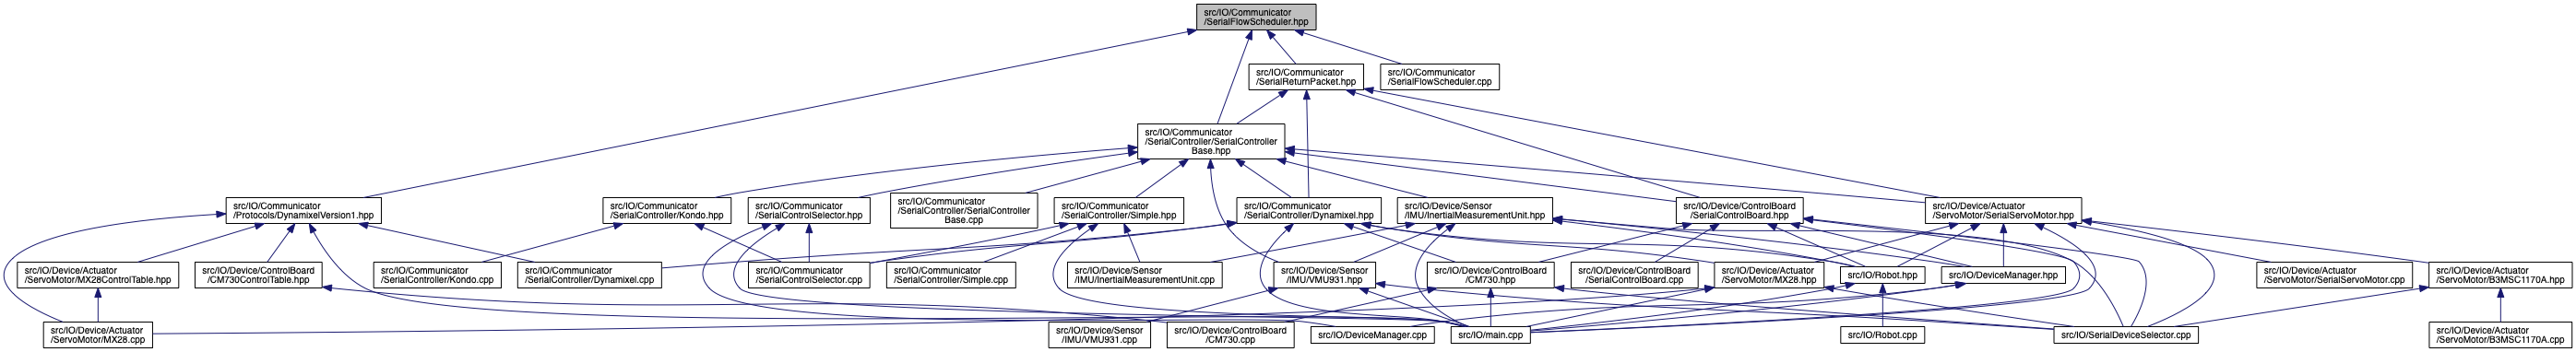 src/IO/Communicator
/SerialFlowScheduler.hpp
src/IO/Communicator
/SerialReturnPacket.hpp
src/IO/Communicator
/SerialFlowScheduler.cpp
src/IO/Communicator
/SerialController/SerialController
Base.hpp
src/IO/Communicator
/Protocols/DynamixelVersion1.hpp
src/IO/Communicator
/SerialController/Kondo.hpp
src/IO/Communicator
/SerialControlSelector.hpp
src/IO/Communicator
/SerialController/SerialController
Base.cpp
src/IO/Communicator
/SerialController/Simple.hpp
src/IO/Communicator
/SerialController/Dynamixel.hpp
src/IO/Device/Sensor
/IMU/InertialMeasurementUnit.hpp
src/IO/Device/ControlBoard
/SerialControlBoard.hpp
src/IO/Device/Actuator
/ServoMotor/SerialServoMotor.hpp
src/IO/Device/Actuator
/ServoMotor/MX28ControlTable.hpp
src/IO/Device/ControlBoard
/CM730ControlTable.hpp
src/IO/Communicator
/SerialController/Kondo.cpp
src/IO/Communicator
/SerialController/Dynamixel.cpp
src/IO/Communicator
/SerialControlSelector.cpp
src/IO/Communicator
/SerialController/Simple.cpp
src/IO/Device/Sensor
/IMU/InertialMeasurementUnit.cpp
src/IO/Device/Sensor
/IMU/VMU931.hpp
src/IO/Device/ControlBoard
/CM730.hpp
src/IO/Device/ControlBoard
/SerialControlBoard.cpp
src/IO/Device/Actuator
/ServoMotor/MX28.hpp
src/IO/Robot.hpp
src/IO/DeviceManager.hpp
src/IO/Device/Actuator
/ServoMotor/SerialServoMotor.cpp
src/IO/Device/Actuator
/ServoMotor/B3MSC1170A.hpp
src/IO/Device/Actuator
/ServoMotor/MX28.cpp
src/IO/Device/Sensor
/IMU/VMU931.cpp
src/IO/Device/ControlBoard
/CM730.cpp
src/IO/DeviceManager.cpp
src/IO/main.cpp
src/IO/Robot.cpp
src/IO/SerialDeviceSelector.cpp
src/IO/Device/Actuator
/ServoMotor/B3MSC1170A.cpp